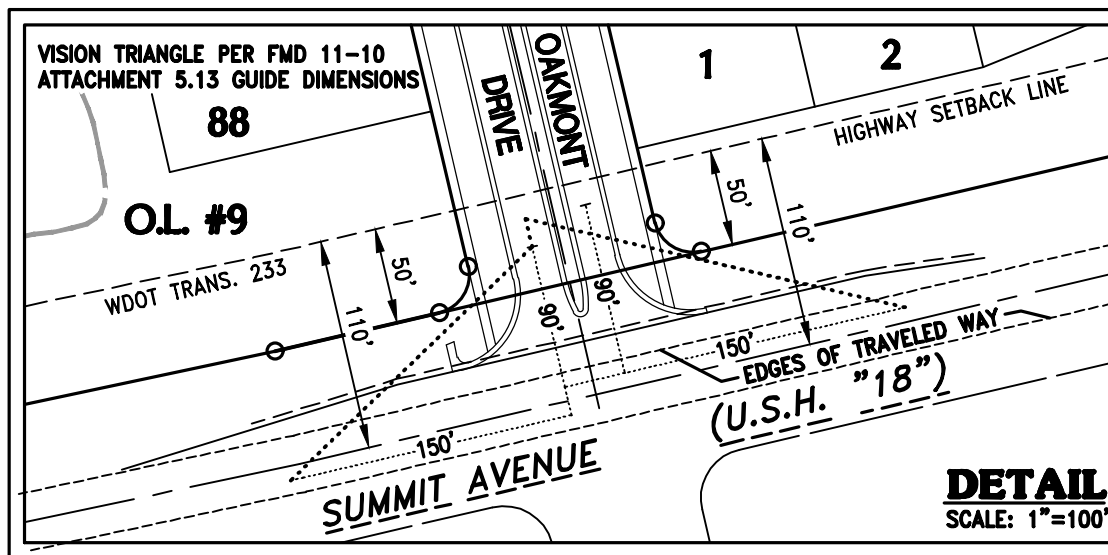 VISION TRIANGLE PER FMD 11-10
ATTACHMENT 5.13 GUIDE DIMENSIONS
88
O.L. #9
DRIVE
OAKMONT
1
2
HIGHWAY SETBACK LINE
WDOT TRANS. 233
50'
110'
50'
110'
90'
90'
150'
150'
EDGES OF TRAVELED WAY
(U.S.H. "18")
SUMMIT AVENUE
DETAIL
SCALE: 1"=100'